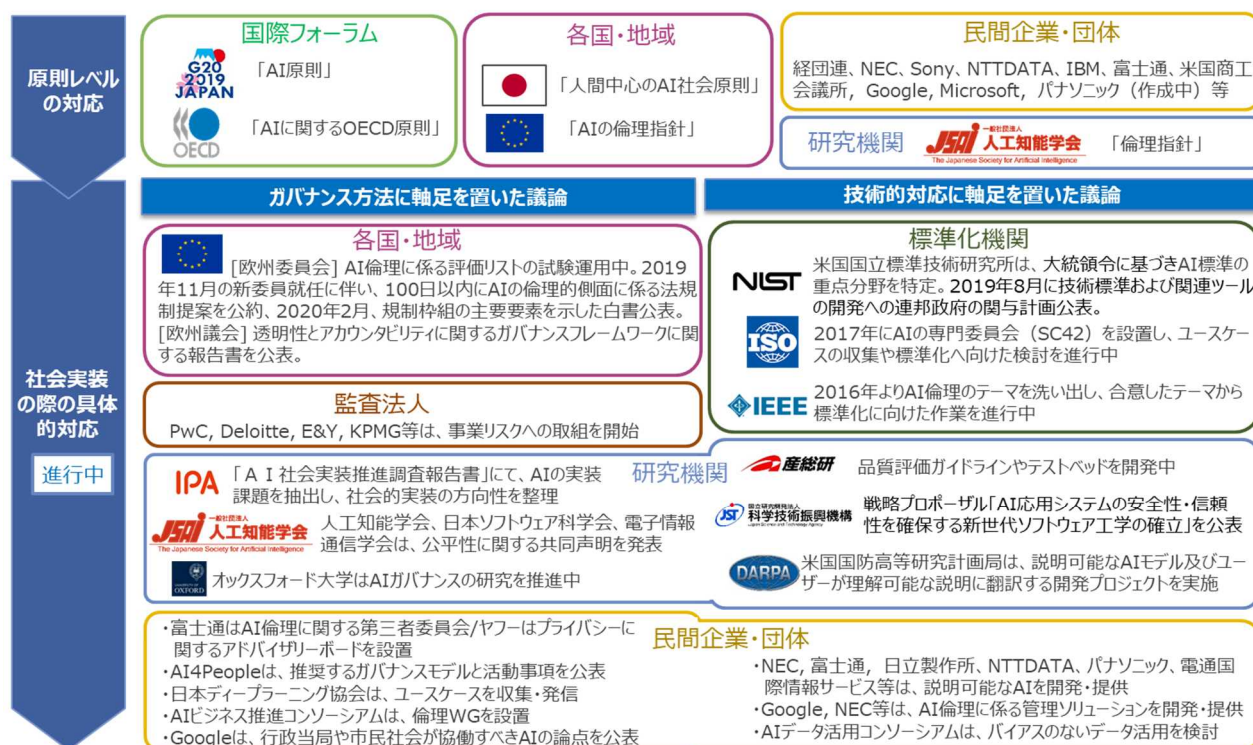 原則レベル
の対応
国際フォーラム
G20
2019
JAPAN
「AI原則」
OECD
「AIに関するOECD原則」
各国・地域
「人間中心のAI社会原則」
「AIの倫理指針」
民間企業・団体
経団連、NEC、Sony、NTTDATA、IBM、富士通、米国商工
会議所，Google, Microsoft，パナソニック（作成中）等
研究機関
JSAI 一般社団法人 人工知能学会
The Japanese Society for Artificial Intelligence
「倫理指針」
社会実装
の際の具体
的対応
進行中
ガバナンス方法に軸足を置いた議論
各国・地域
[欧州委員会] AI倫理に係る評価リストの試験運用中。2019
年11月の新委員就任に伴い、100日以内にAIの倫理的側面に係る法規
制提案を公約、2020年2月、規制枠組の主要要素を示した白書公表。
[欧州議会] 透明性とアカウンタビリティに関するガバナンスフレームワークに関
する報告書を公表。
監査法人
PwC, Deloitte, E&Y, KPMG等は、事業リスクへの取組を開始
技術的対応に軸足を置いた議論
標準化機関
NIST
米国国立標準技術研究所は、大統領令に基づきAI標準の
重点分野を特定。2019年8月に技術標準および関連ツール
の開発への連邦政府の関与計画公表。
ISO
2017年にAIの専門委員会（SC42）を設置し、ユースケー
スの収集や標準化へ向けた検討を進行中
IEEE
2016年よりAI倫理のテーマを洗い出し、合意したテーマから
標準化に向けた作業を進行中
研究機関
IPA
「ＡＩ社会実装推進調査報告書」にて、AIの実装
課題を抽出し、社会的実装の方向性を整理
JSAI 一般社団法人 人工知能学会
The Japanese Society for Artificial Intelligence
人工知能学会、日本ソフトウェア科学会、電子情報
通信学会は、公平性に関する共同声明を発表
UNIVERSITY OF
OXFORD
オックスフォード大学はAIガバナンスの研究を推進中
産総研
品質評価ガイドラインやテストベッドを開発中
JST 国立研究開発法人
科学技術振興機構
Japan Science and Technology Agency
戦略プロポーザル「AI応用システムの安全性・信頼
性を確保する新世代ソフトウェア工学の確立」を公表
DARPA
米国国防高等研究計画局は、説明可能なAIモデル及びユー
ザーが理解可能な説明に翻訳する開発プロジェクトを実施
民間企業・団体
・富士通はAI倫理に関する第三者委員会/ヤフーはプライバシーに
関するアドバイザリーボードを設置
・AI4Peopleは、推奨するガバナンスモデルと活動事項を公表
・日本ディープラーニング協会は、ユースケースを収集・発信
・AIビジネス推進コンソーシアムは、倫理WGを設置
・Googleは、行政当局や市民社会が協働すべきAIの論点を公表
・NEC, 富士通，日立製作所、NTTDATA、パナソニック、電通国
際情報サービス等は、説明可能なAIを開発・提供
・Google, NEC等は、AI倫理に係る管理ソリューションを開発・提供
・AIデータ活用コンソーシアムは、バイアスのないデータ活用を検討